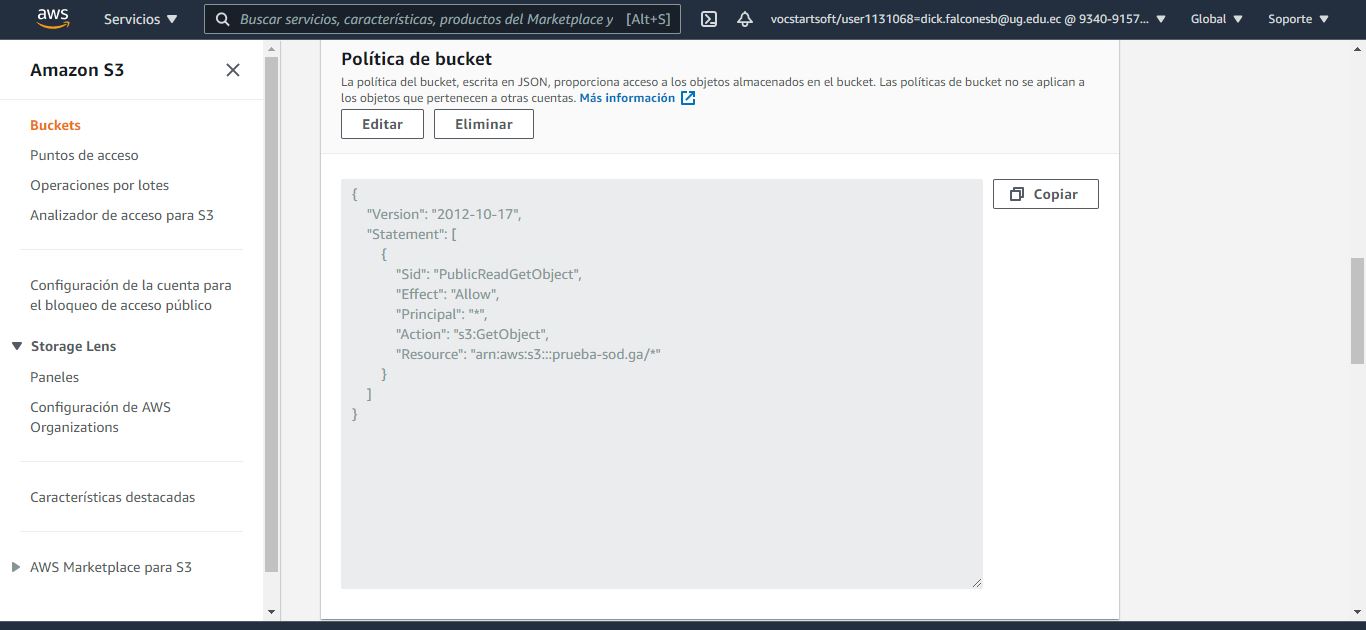 aws Servicios Buscar servicios, características, productos del Marketplace y [Alt+S] vocstartsoft/user1131068=dick.falconesb@ug.edu.ec @ 9340-9157... Global Soporte
Amazon S3
Buckets
Puntos de acceso
Operaciones por lotes
Analizador de acceso para S3
Configuración de la cuenta para
el bloqueo de acceso público
Storage Lens
Paneles
Configuración de AWS
Organizations
Características destacadas
AWS Marketplace para S3
Política de bucket
La política del bucket, escrita en JSON, proporciona acceso a los objetos almacenados en el bucket. Las políticas de bucket no se aplican a
los objetos que pertenecen a otras cuentas. Más información
Editar Eliminar
Copiar
{
"Version": "2012-10-17",
"Statement": [
{
"Sid": "PublicReadGetObject",
"Effect": "Allow",
"Principal": "*",
"Action": "s3:GetObject",
"Resource": "arn:aws:s3:::prueba-sod.ga/*"
}
]
}